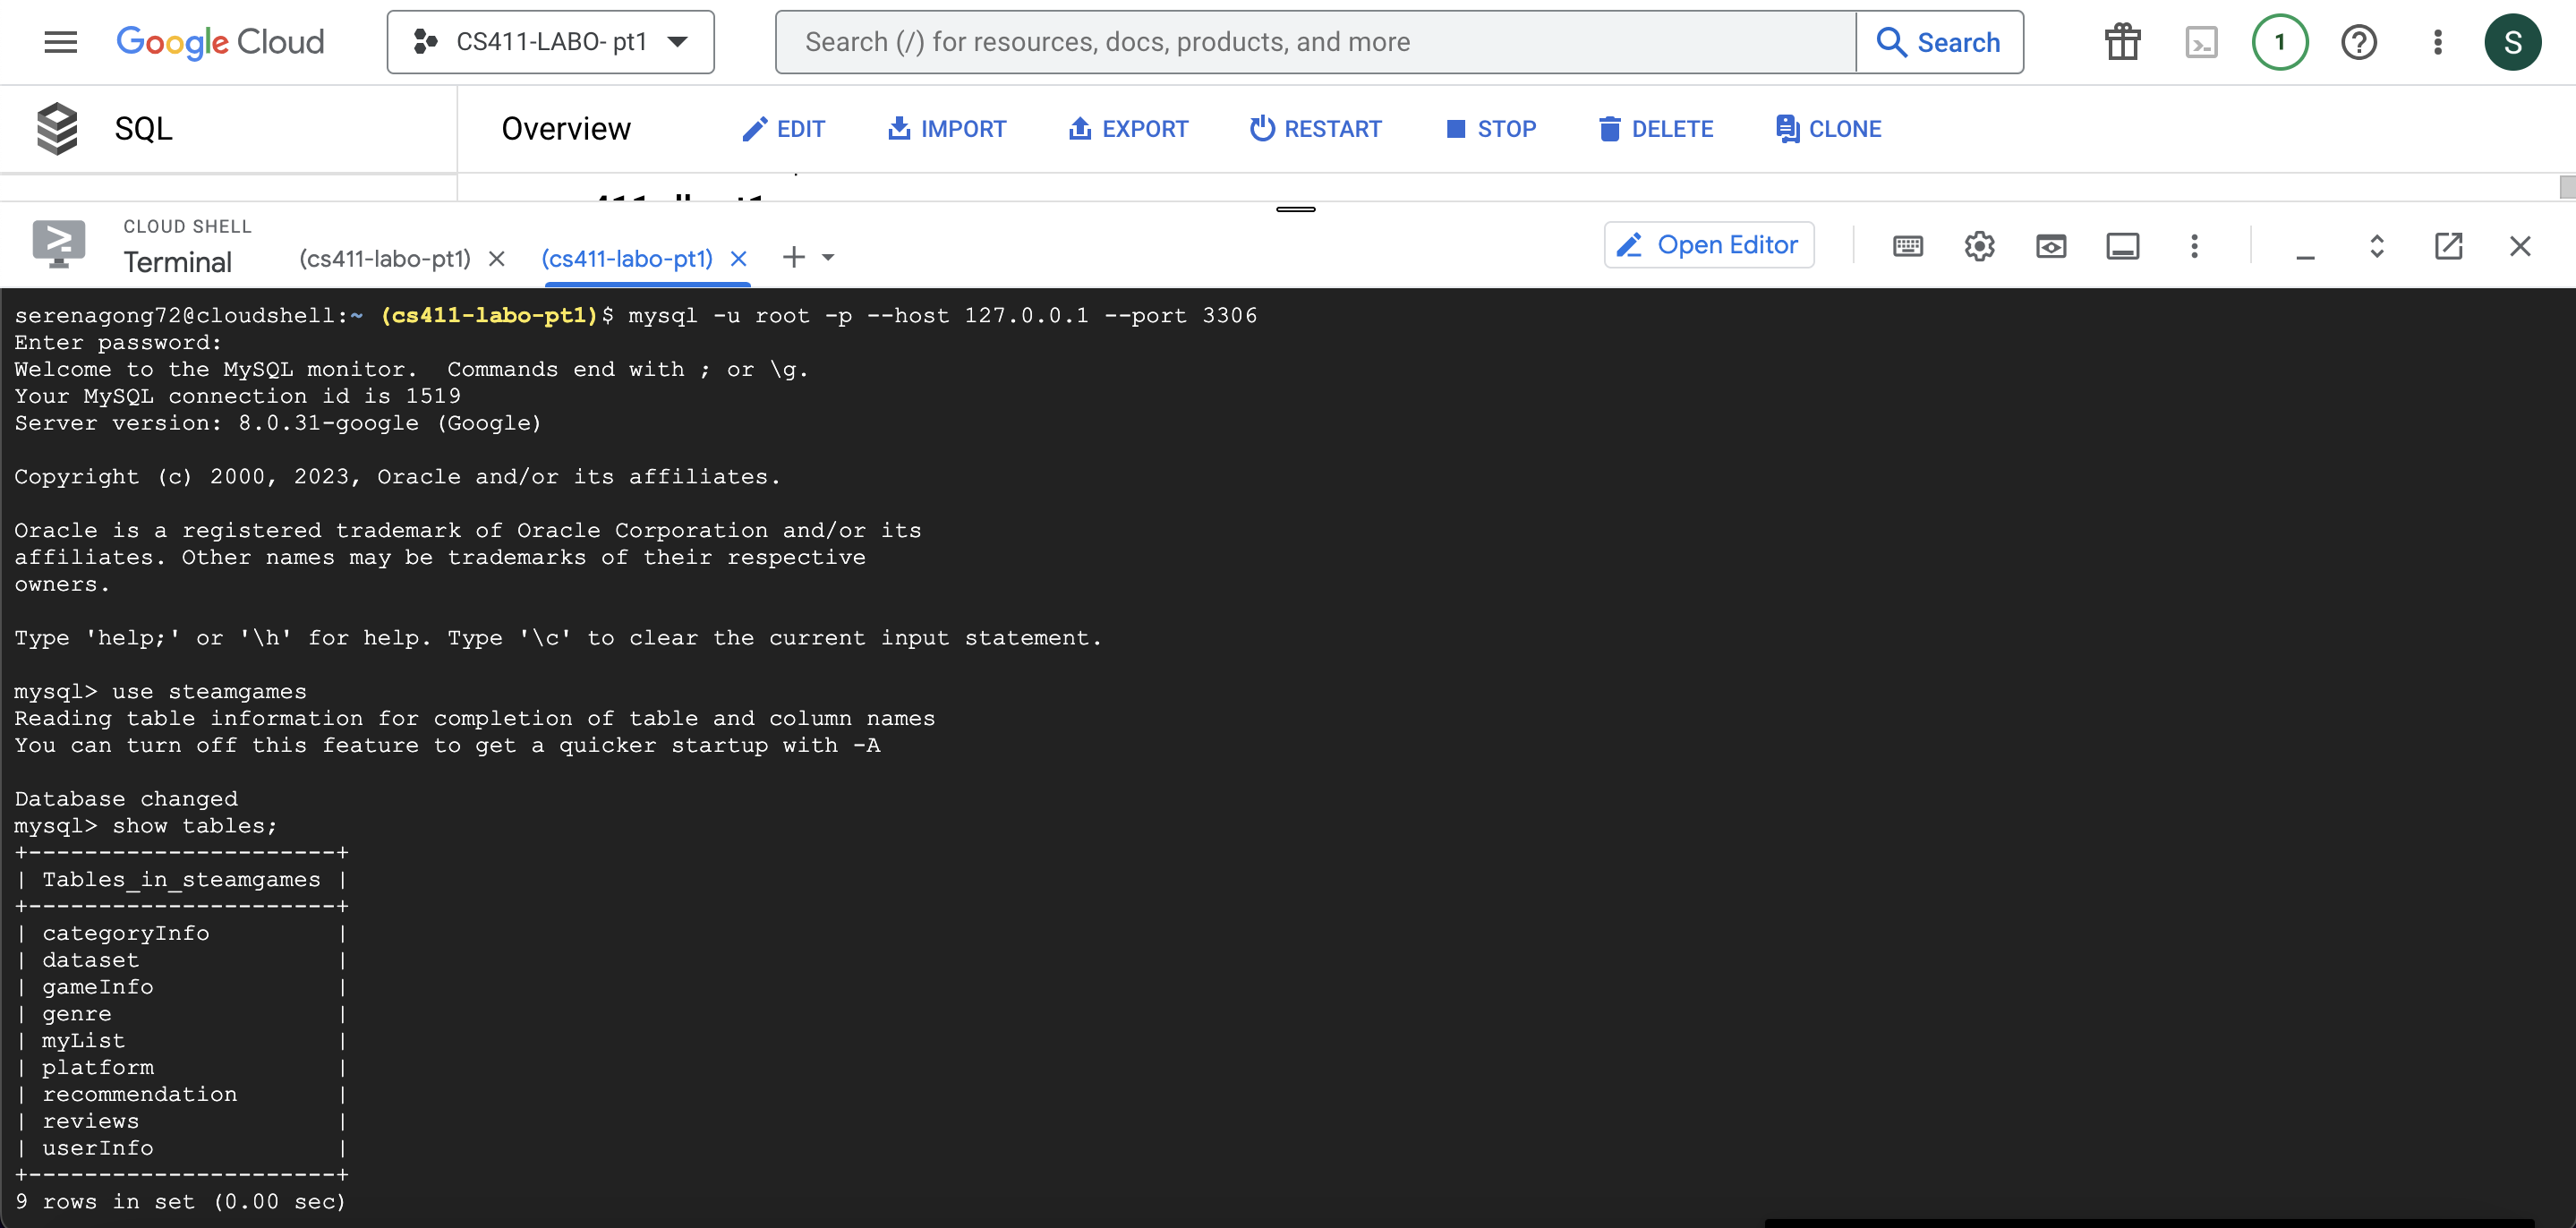 Google Cloud
CS411-LABO- pt1
Search (/) for resources, docs, products, and more
Search
1
S
SQL
Overview
EDIT
IMPORT
EXPORT
RESTART
STOP
DELETE
CLONE
CLOUD SHELL
Terminal
(cs411-labo-pt1)
(cs411-labo-pt1)
Open Editor
serenagong72@cloudshell:~ (cs411-labo-pt1)$ mysql -u root -p --host 127.0.0.1 --port 3306
Enter password:
Welcome to the MySQL monitor.  Commands end with ; or \g.
Your MySQL connection id is 1519
Server version: 8.0.31-google (Google)
Copyright (c) 2000, 2023, Oracle and/or its affiliates.
Oracle is a registered trademark of Oracle Corporation and/or its
affiliates. Other names may be trademarks of their respective
owners.
Type 'help;' or '\h' for help. Type '\c' to clear the current input statement.
mysql> use steamgames
Reading table information for completion of table and column names
You can turn off this feature to get a quicker startup with -A
Database changed
mysql> show tables;
+----------------------+
| Tables_in_steamgames |
+----------------------+
| categoryInfo         |
| dataset              |
| gameInfo             |
| genre                |
| myList               |
| platform             |
| recommendation       |
| reviews              |
| userInfo             |
+----------------------+
9 rows in set (0.00 sec)